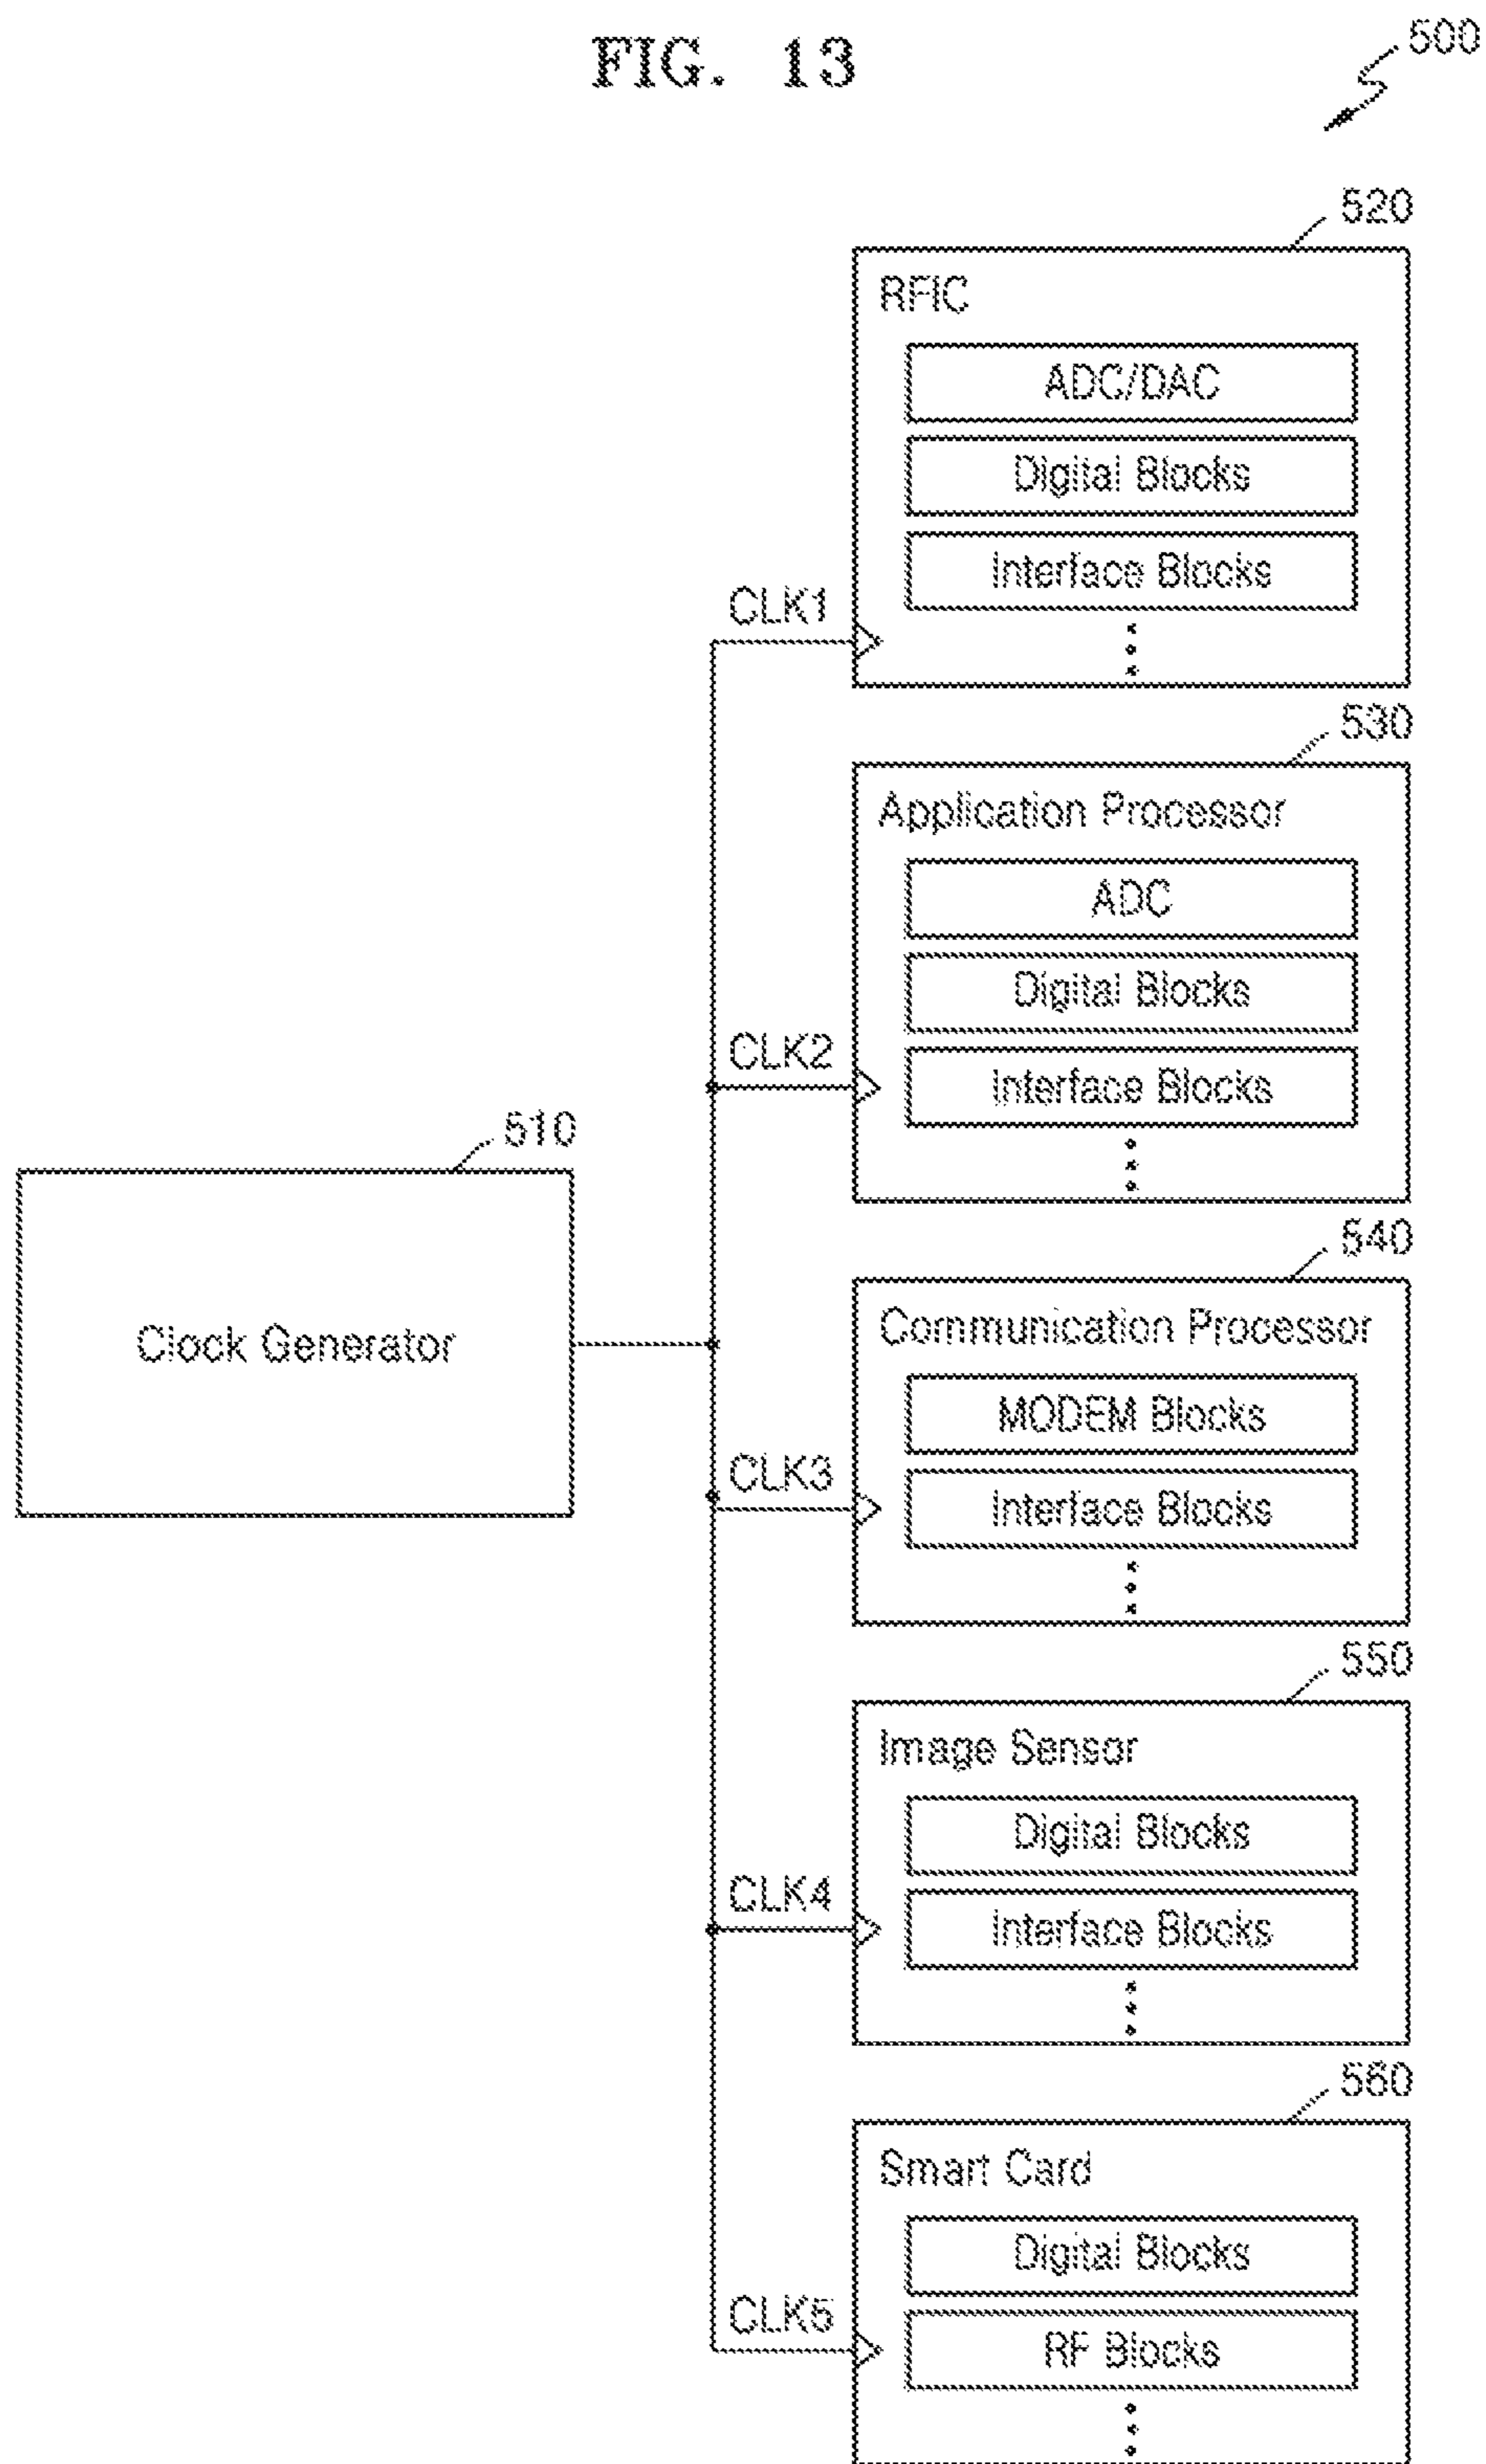 FIG. 13
500
520
RFIC
ADC/DAC
Digital Blocks
Interface Blocks
CLK1
530
Application Processor
ADC
Digital Blocks
CLK2
Interface Blocks
510
Clock Generator
540
Communication Processor
MODEM Blocks
CLK3
Interface Blocks
550
Image Sensor
Digital Blocks
CLK4
Interface Blocks
560
Smart Card
Digital Blocks
CLK5
RF Blocks